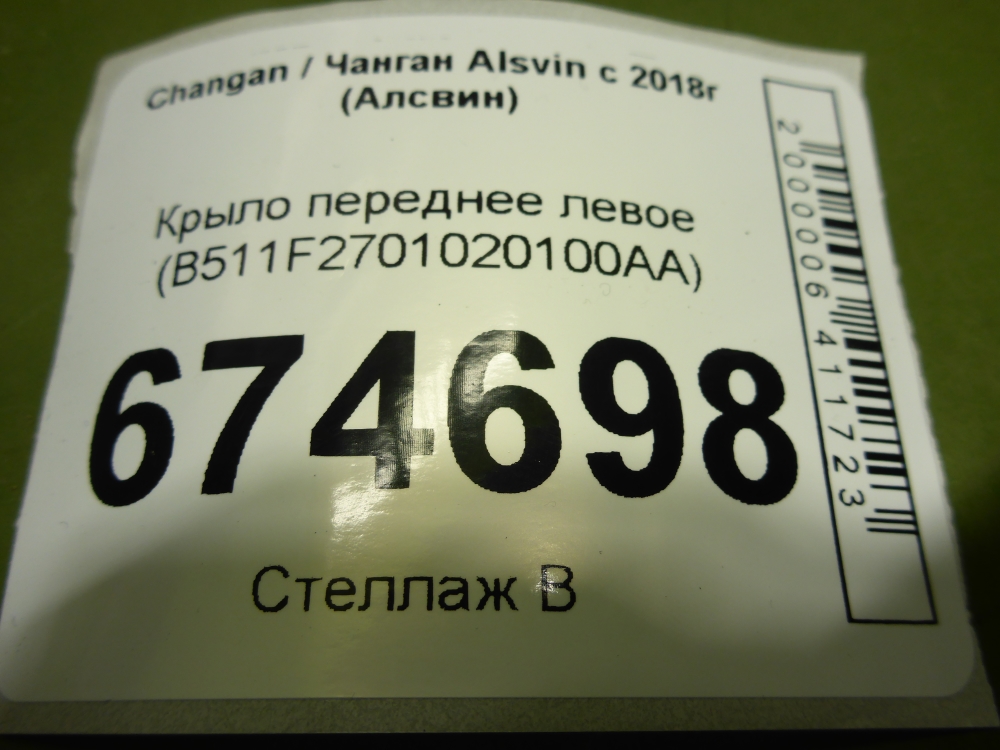 Changan / Чанган Alsvin с 2018г
(Алсвин)
Крыло переднее левое
(B511F2701020100AA)
674698
Стеллаж B
2000006411723